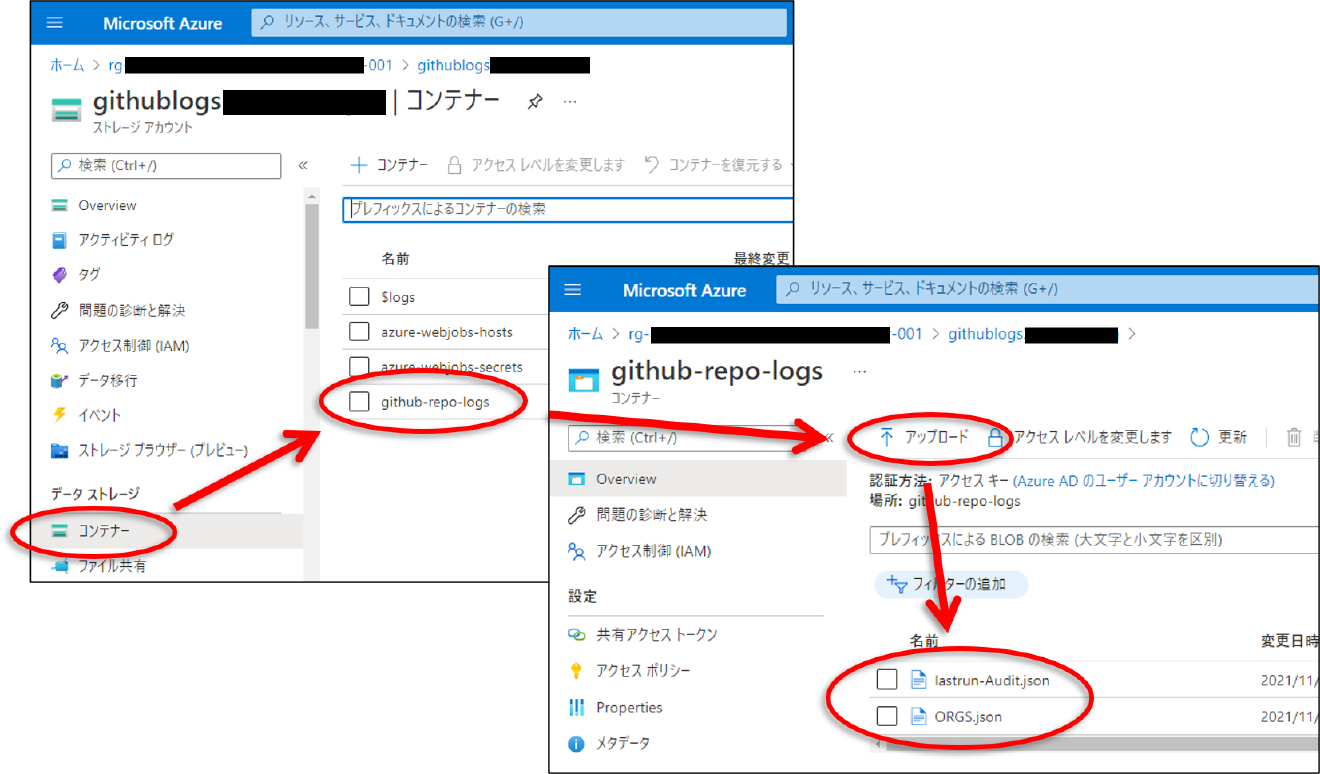 Microsoft Azure
リソース、サービス、ドキュメントの検索 (G+/)
ホーム > rg -001 > githublogs
githublogs | コンテナー ...
ストレージ アカウント
検索 (Ctrl+/) «
+ コンテナー アクセス レベルを変更します コンテナーを復元する
Overview
アクティビティ ログ
タグ
問題の診断と解決
アクセス制御 (IAM)
データ移行
イベント
ストレージ ブラウザー (プレビュー)
データ ストレージ
コンテナー
ファイル共有
プレフィックスによるコンテナーの検索
名前 最終変更
$logs
azure-webjobs-hosts
azure-webjobs-secrets
github-repo-logs
Microsoft Azure
リソース、サービス、ドキュメントの検索 (G+/)
ホーム > rg- -001 > githublogs >
github-repo-logs ...
コンテナー
検索 (Ctrl+/) «
アップロード アクセス レベルを変更します 更新
Overview
問題の診断と解決
アクセス制御 (IAM)
設定
共有アクセス トークン
アクセス ポリシー
Properties
メタデータ
認証方法: アクセス キー (Azure AD のユーザー アカウントに切り替える)
場所: github-repo-logs
プレフィックスによる BLOB の検索 (大文字と小文字を区別)
フィルターの追加
名前 変更日時
lastrun-Audit.json 2021/11/
ORGS.json 2021/11/